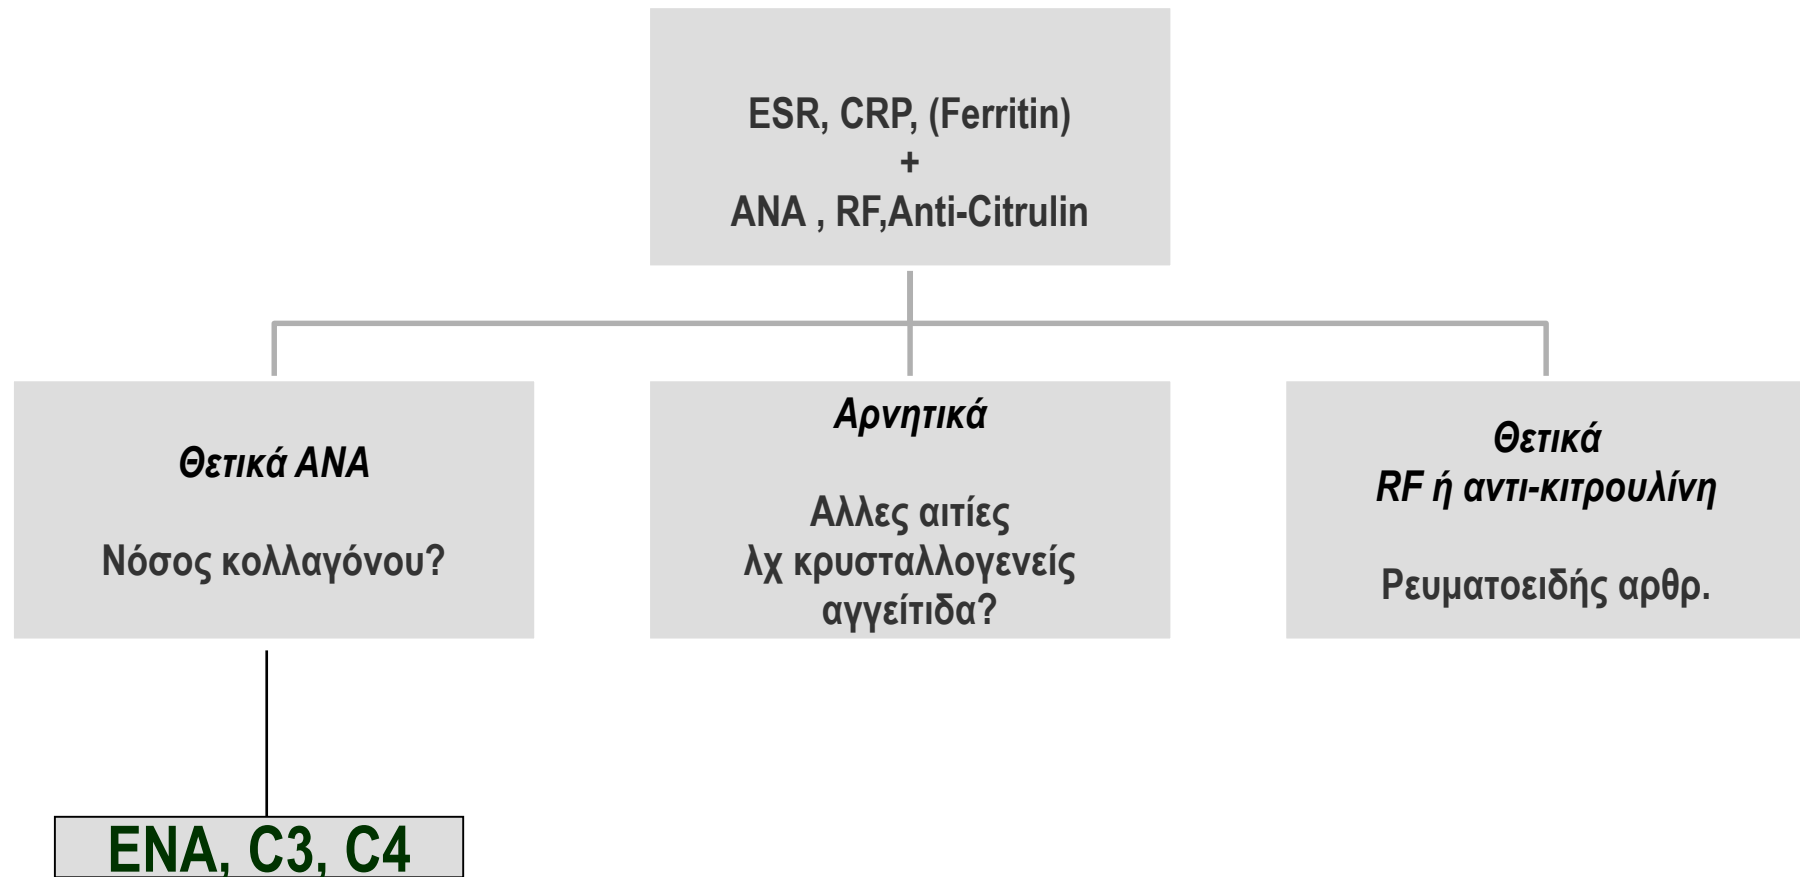 ESR, CRP, (Ferritin)
+
ANA , RF,Anti-Citrulin
Θετικά ANA
Νόσος κολλαγόνου?
Αρνητικά
Αλλες αιτίες
λχ κρυσταλλογενείς
αγγείτιδα?
Θετικά
RF ή αντι-κιτρουλίνη
Ρευματοειδής αρθρ.
ENA, C3, C4